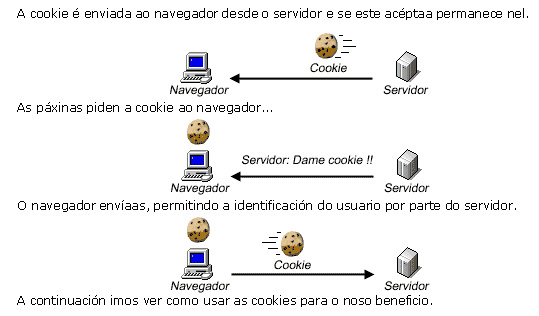 A cookie é enviada ao navegador desde o servidor e se este acéptaa permanece nel.
Cookie
Navegador Servidor
As páxinas piden a cookie ao navegador...
Servidor: Dame cookie !!
Navegador Servidor
O navegador envíaas, permitindo a identificación do usuario por parte do servidor.
Cookie
Navegador Servidor
A continuación imos ver como usar as cookies para o noso beneficio.